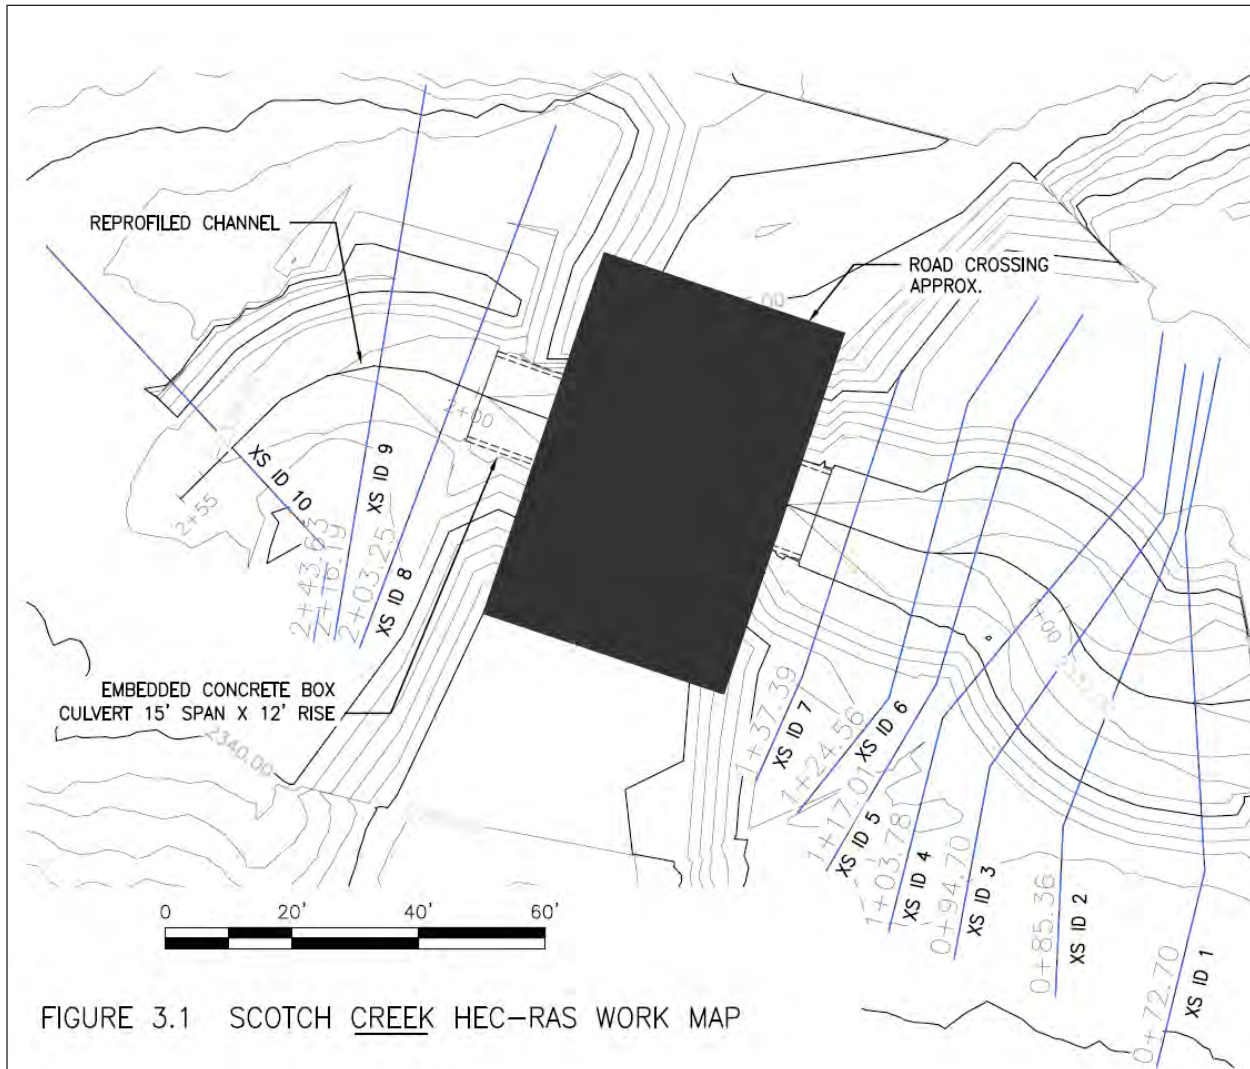 REPROFILED CHANNEL
ROAD CROSSING
APPROX.
2+00
XS ID 10
XS ID 9
XS ID 8
2+55
2+43.63
2+16.19
2+03.25
1+00
EMBEDDED CONCRETE BOX
CULVERT 15' SPAN X 12' RISE
2340.00
1+37.39
XS ID 7
1+24.56
XS ID 6
1+17.01
XS ID 5
1+03.78
XS ID 4
0+94.70
XS ID 3
0+85.36
XS ID 2
0+72.70
XS ID 1
0 20' 40' 60'
FIGURE 3.1 SCOTCH CREEK HEC-RAS WORK MAP